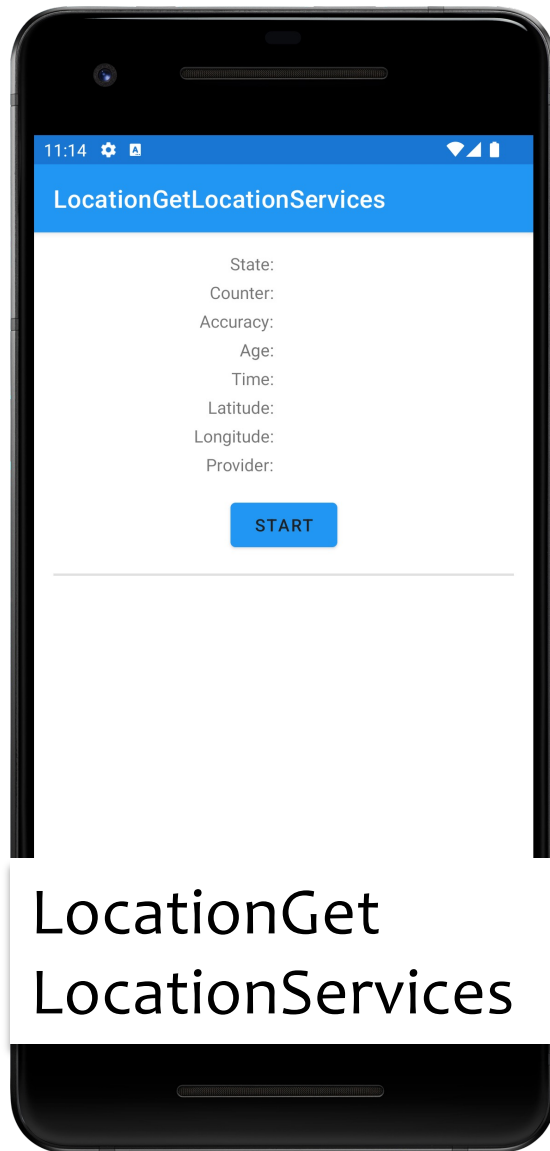 11:14
LocationGetLocationServices
State:
Counter:
Accuracy:
Age:
Time:
Latitude:
Longitude:
Provider:
START
LocationGet
LocationServices